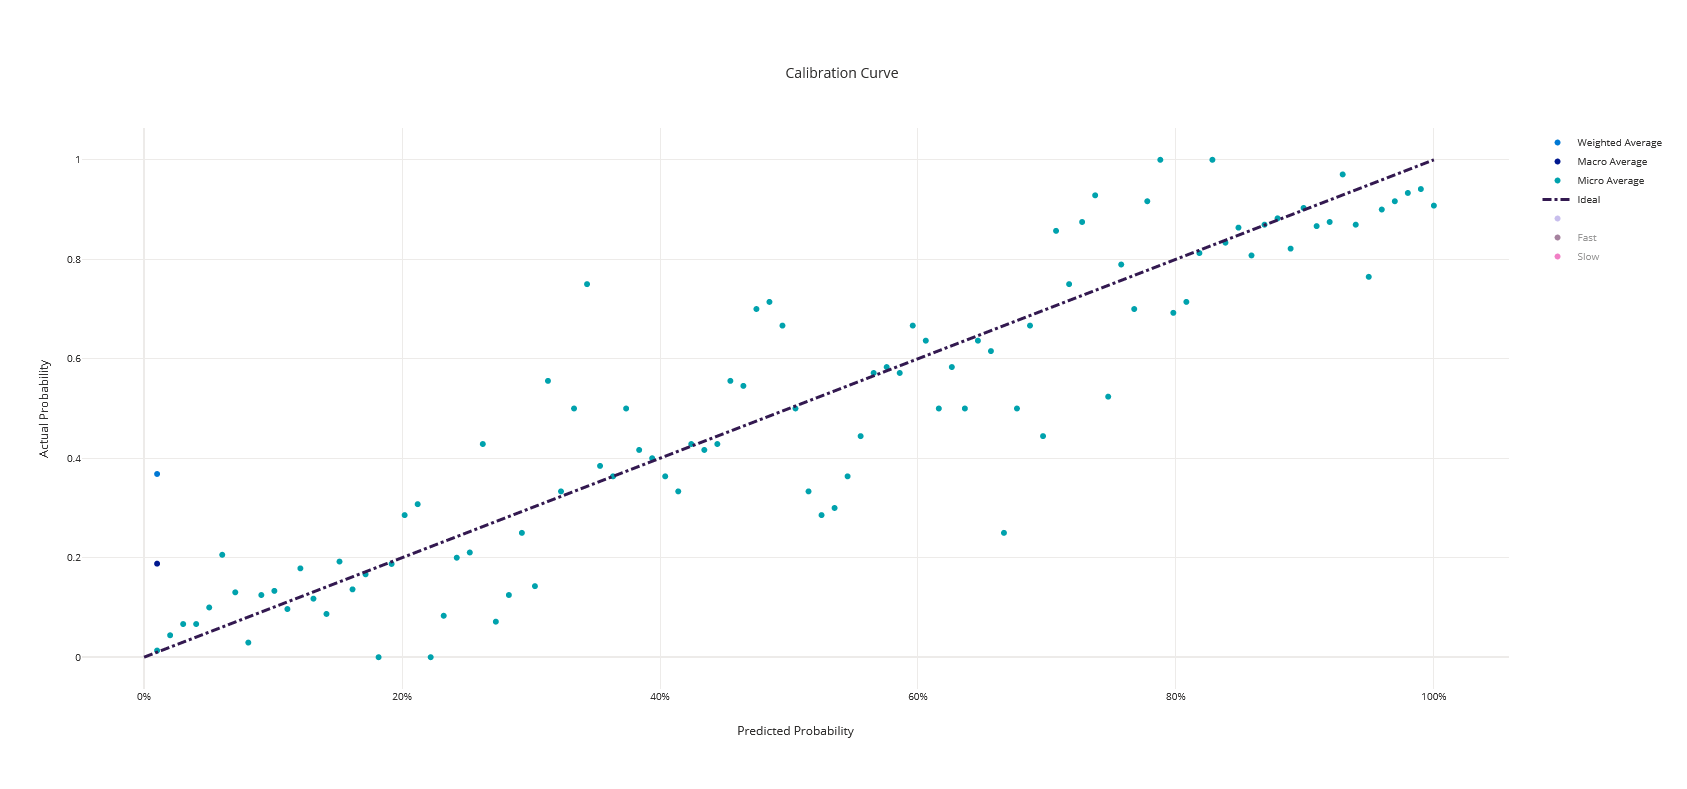 Calibration Curve
Weighted Average
Macro Average
Micro Average
Ideal
Fast
Slow
1
0.8
0.6
0.4
0.2
0
Actual Probability
0%
20%
40%
60%
80%
100%
Predicted Probability